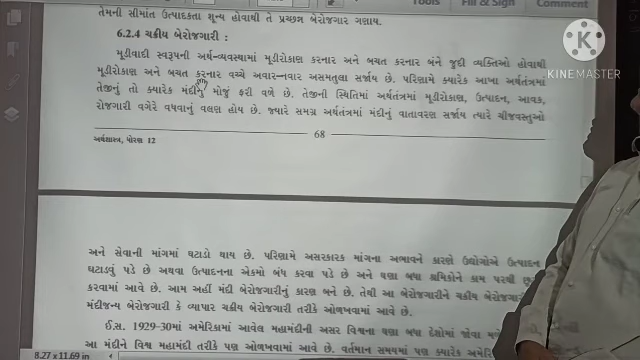 Tools Fill & Sign Comment
તેમની સીમાંત ઉત્પાદકતા શૂન્ય હોવાથી તે પ્રચ્છન્ન બેરોજગાર ગણાય.
6.2.4 ચક્રીય બેરોજગારી :
મૂડીવાદી સ્વરૂપની અર્થવ્યવસ્થામાં મૂડીરોકાણ કરનાર અને બચત કરનાર બંને જુદી વ્યક્તિઓ હોવાથી
મૂડીરોકાણ અને બચત કરનાર વચ્ચે અવારનવાર અસમતુલા સર્જાય છે. પરિણામે ક્યારેક આખા અર્થતંત્રમાં
તેજીનું તો ક્યારેક મંદીનું મોજું ફરી વળે છે. તેજીની સ્થિતિમાં અર્થતંત્રમાં મૂડીરોકાણ, ઉત્પાદન, આવક,
રોજગારી વગેરે વધવાનું વલણ હોય છે. જ્યારે સમગ્ર અર્થતંત્રમાં મંદીનું વાતાવરણ સર્જાય ત્યારે ચીજવસ્તુઓ
68
અર્થશાસ્ત્ર, ધોરણ 12
અને સેવાની માંગમાં ઘટાડો થાય છે. પરિણામે અસરકારક માંગના અભાવને કારણે ઉદ્યોગોએ ઉત્પાદન
ઘટાડવું પડે છે અથવા ઉત્પાદનના એકમો બંધ કરવા પડે છે અને ઘણા બધા શ્રમિકોને કામ પરથી
કરવામાં આવે છે. આમ અહીં મંદી બેરોજગારીનું કારણ બને છે. તેથી આ બેરોજગારીને ચક્રીય બેરોજગારી
મંદીજન્ય બેરોજગારી કે વ્યાપાર ચક્રીય બેરોજગારી તરીકે ઓળખવામાં આવે છે.
ઈ.સ. 1929-30માં અમેરિકામાં આવેલ મહામંદીની અસર વિશ્વના ઘણા બધા દેશોમાં જોવા
આ મંદીને વિશ્વ મહામંદી તરીકે પણ ઓળખવામાં આવે છે. વર્તમાન સમયમાં પણ ક્યારેક
8.27 x 11.69 in
KINEMASTER